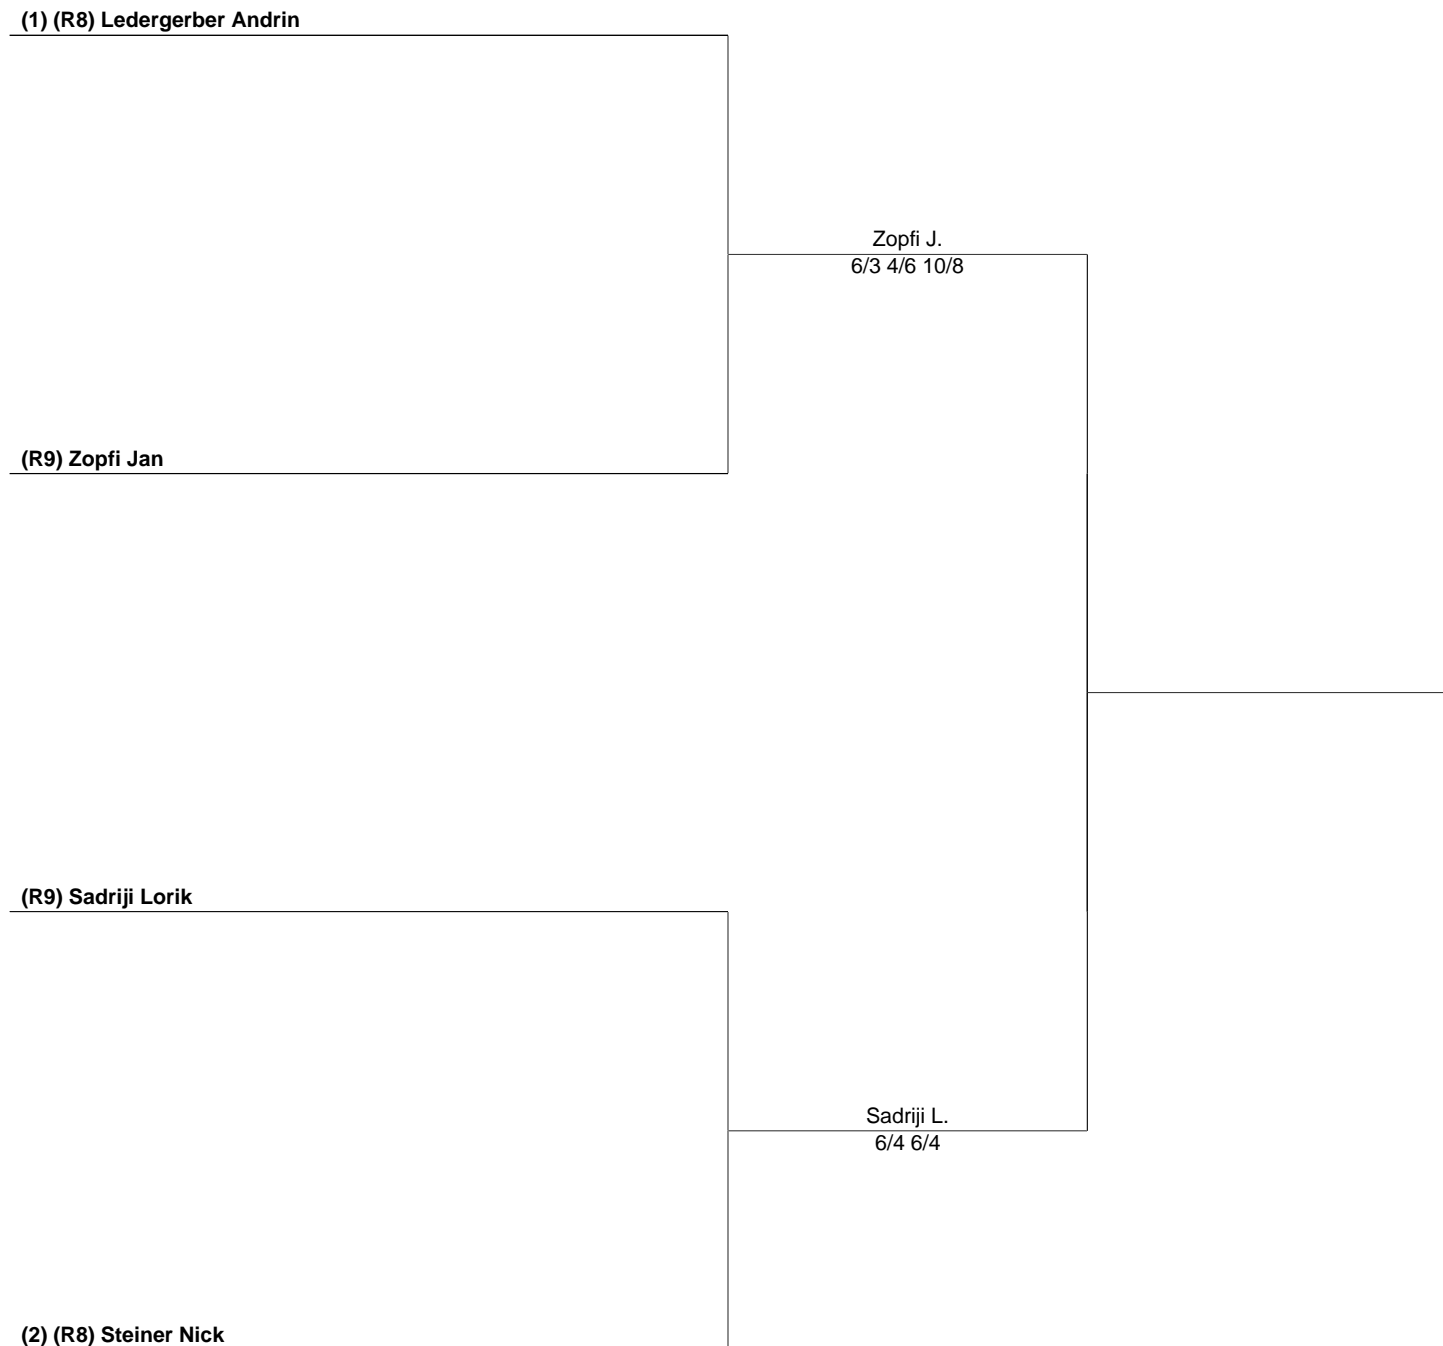 (1) (R8) Ledergerber Andrin
Zopfi J.
6/3 4/6 10/8
(R9) Zopfi Jan
(R9) Sadriji Lorik
Sadriji L.
6/4 6/4
(2) (R8) Steiner Nick